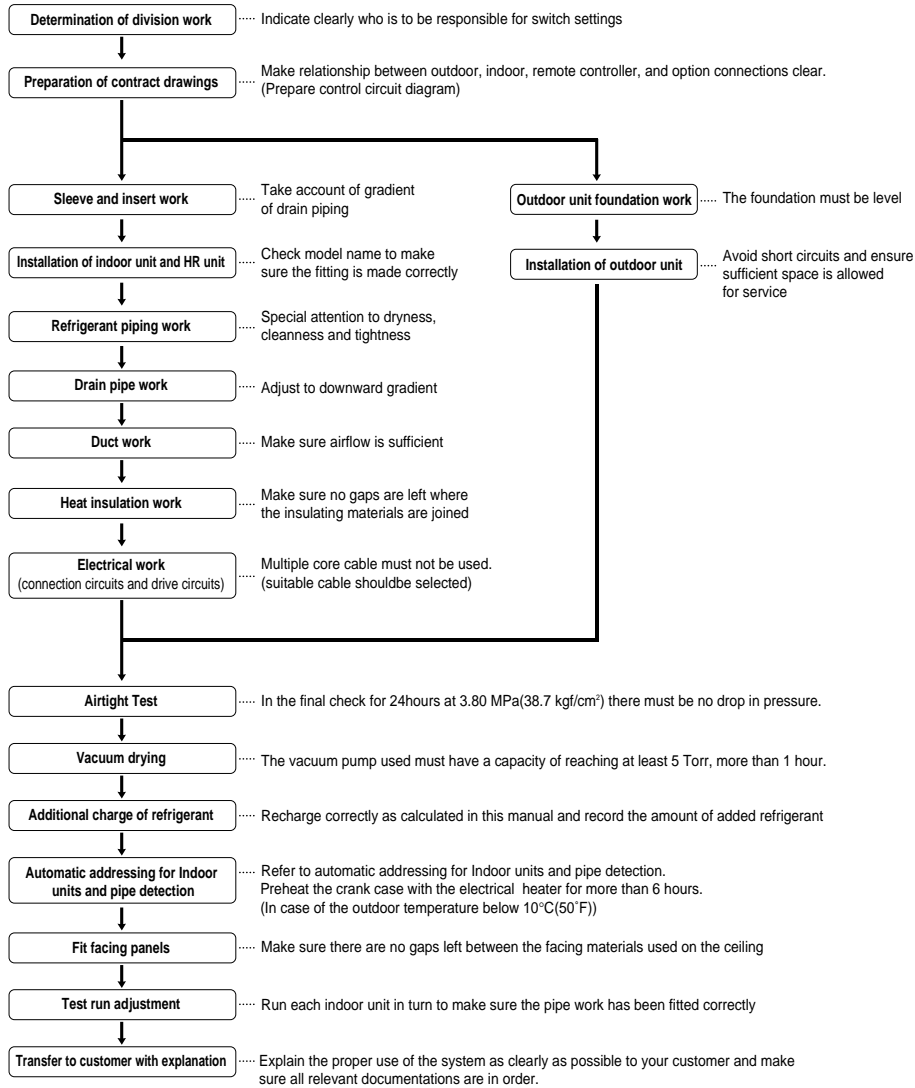 Determination of division work
····· Indicate clearly who is to be responsible for switch settings
Preparation of contract drawings
····· Make relationship between outdoor, indoor, remote controller, and option connections clear.
(Prepare control circuit diagram)
Sleeve and insert work
····· Take account of gradient
of drain piping
Outdoor unit foundation work
····· The foundation must be level
Installation of indoor unit and HR unit
····· Check model name to make
sure the fitting is made correctly
Installation of outdoor unit
····· Avoid short circuits and ensure
sufficient space is allowed
for service
Refrigerant piping work
····· Special attention to dryness,
cleanness and tightness
Drain pipe work
····· Adjust to downward gradient
Duct work
····· Make sure airflow is sufficient
Heat insulation work
····· Make sure no gaps are left where
the insulating materials are joined
Electrical work
(connection circuits and drive circuits)
····· Multiple core cable must not be used.
(suitable cable shouldbe selected)
Airtight Test
····· In the final check for 24hours at 3.80 MPa(38.7 kgf/cm²) there must be no drop in pressure.
Vacuum drying
····· The vacuum pump used must have a capacity of reaching at least 5 Torr, more than 1 hour.
Additional charge of refrigerant
····· Recharge correctly as calculated in this manual and record the amount of added refrigerant
Automatic addressing for Indoor
units and pipe detection
····· Refer to automatic addressing for Indoor units and pipe detection.
Preheat the crank case with the electrical heater for more than 6 hours.
(In case of the outdoor temperature below 10°C(50˚F))
Fit facing panels
····· Make sure there are no gaps left between the facing materials used on the ceiling
Test run adjustment
····· Run each indoor unit in turn to make sure the pipe work has been fitted correctly
Transfer to customer with explanation
····· Explain the proper use of the system as clearly as possible to your customer and make
sure all relevant documentations are in order.